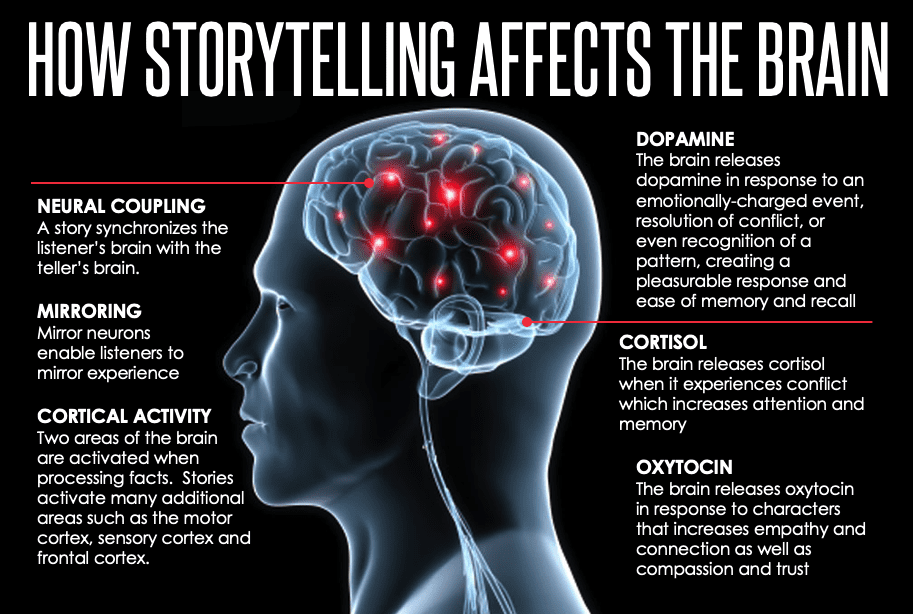 HOW STORYTELLING AFFECTS THE BRAIN
NEURAL COUPLING
A story synchronizes the
listener's brain with the
teller's brain.
MIRRORING
Mirror neurons
enable listeners to
mirror experience
CORTICAL ACTIVITY
Two areas of the brain
are activated when
processing facts.  Stories
activate many additional
areas such as the motor
cortex, sensory cortex and
frontal cortex.
DOPAMINE
The brain releases
dopamine in response to an
emotionally-charged event,
resolution of conflict, or
even recognition of a
pattern, creating a
pleasurable response and
ease of memory and recall
CORTISOL
The brain releases cortisol
when it experiences conflict
which increases attention and
memory
OXYTOCIN
The brain releases oxytocin
in response to characters
that increases empathy and
connection as well as
compassion and trust